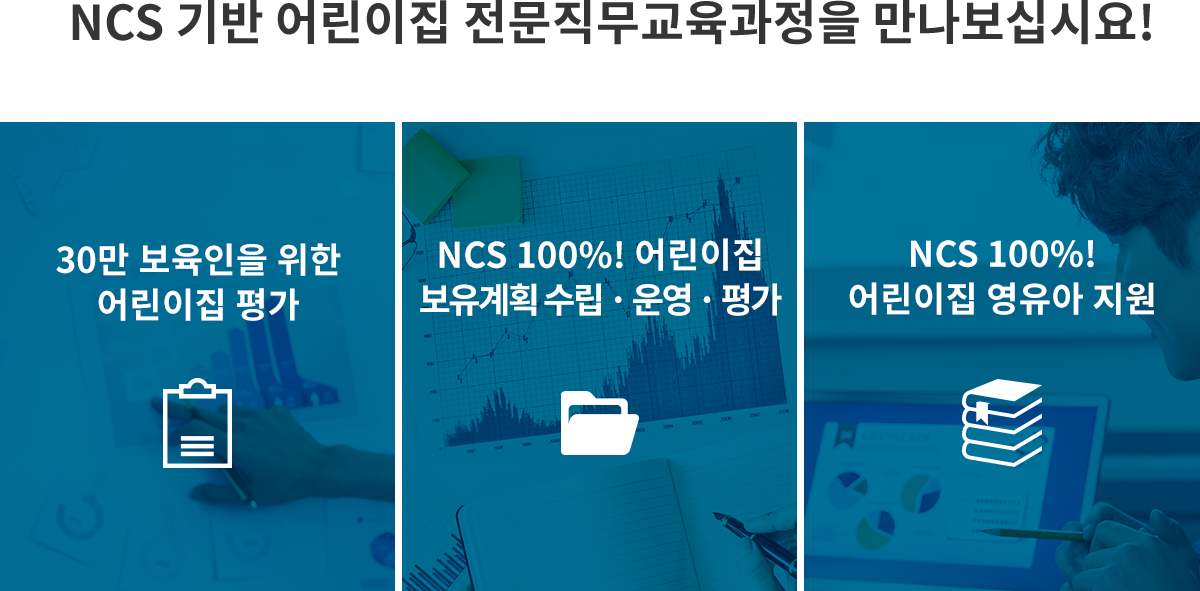 NCS 기반 어린이집 전문직무교육과정을 만나보십시요!
30만 보육인을 위한
어린이집 평가
NCS 100%! 어린이집
보유계획 수립 · 운영 · 평가
NCS 100%!
어린이집 영유아 지원